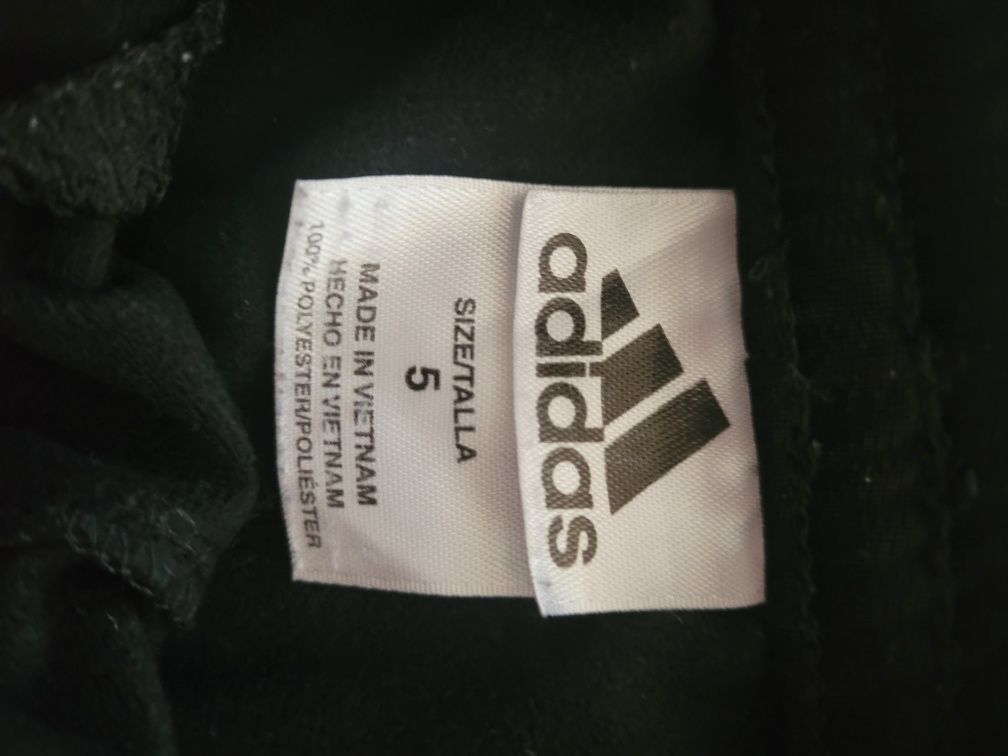 adidas
SIZE/TALLA
5
MADE IN VIETNAM
HECHO EN VIETNAM
100% POLYESTER/POLIÉSTER